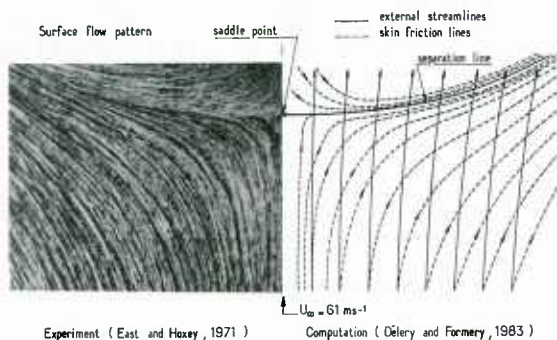 Surface flow pattern
saddle point
external streamlines
skin friction lines
separation line
U∞ = 61 ms⁻¹
Experiment ( East and Hoxey , 1971 )
Computation ( Délery and Formery , 1983 )